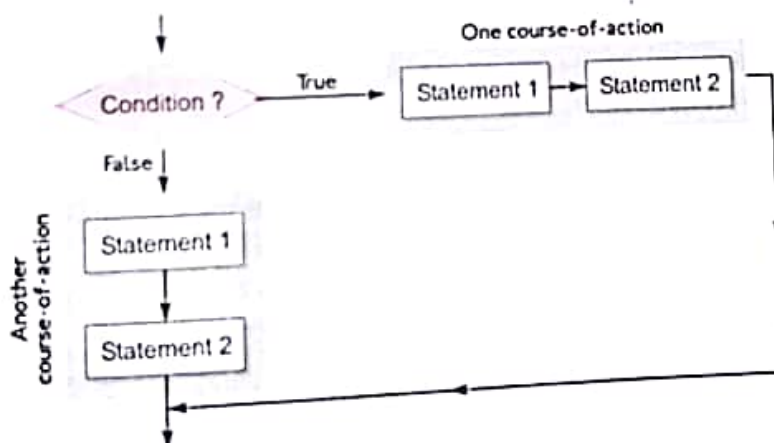 One course-of-action
Condition ?
True
Statement 1
Statement 2
False
Another
course-of-action
Statement 1
Statement 2